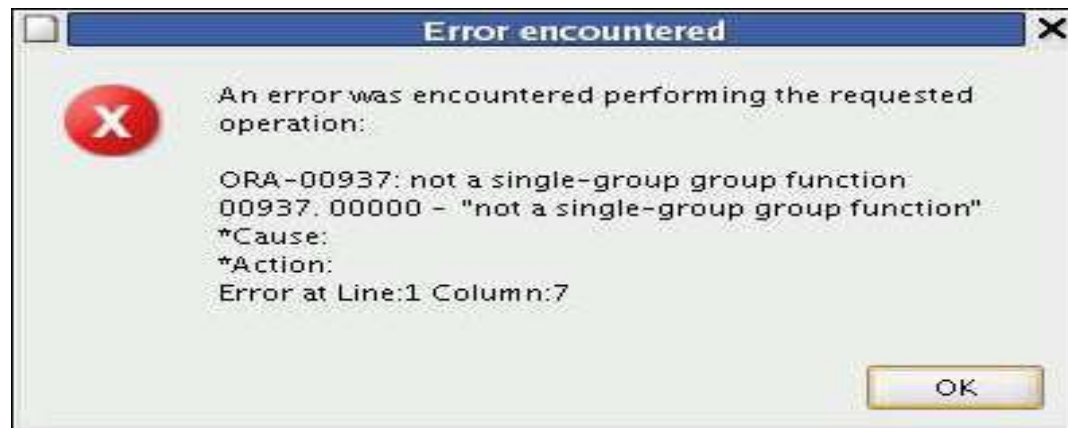 Error encountered
An error was encountered performing the requested
operation:
ORA-00937: not a single-group group function
00937. 00000 - "not a single-group group function"
*Cause:
*Action:
Error at Line:1 Column:7
OK